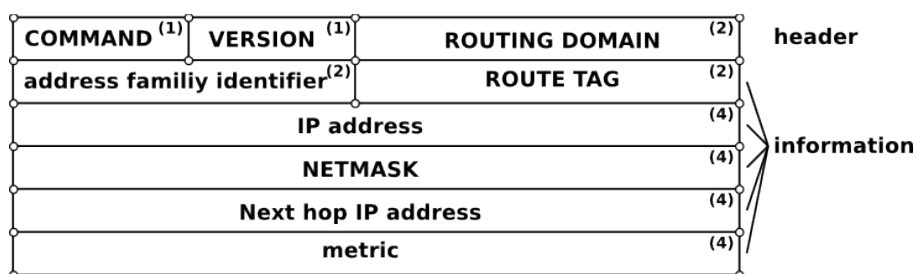 COMMAND (1) VERSION (1) ROUTING DOMAIN (2) header
address familiy identifier (2) ROUTE TAG (2)
IP address (4)
information
NETMASK (4)
Next hop IP address (4)
metric (4)